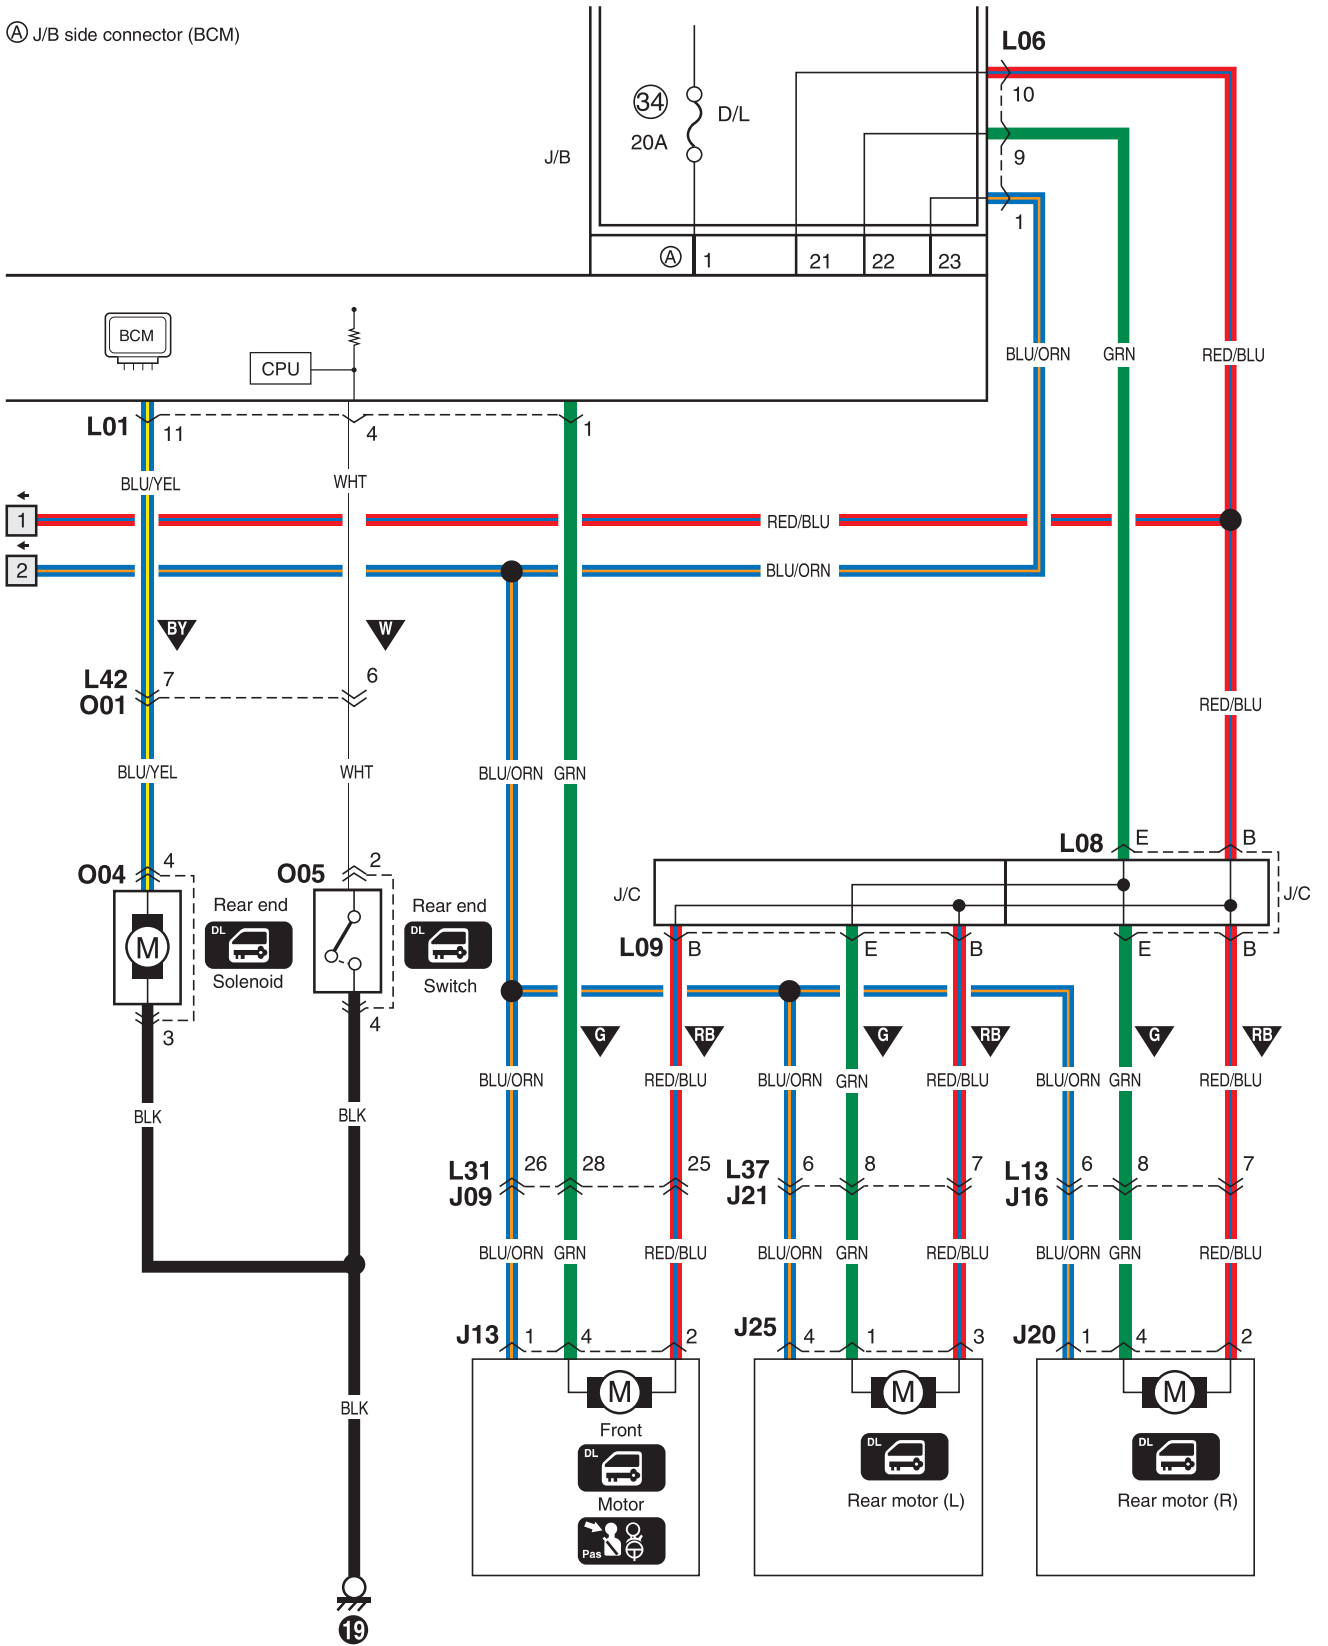 Ⓐ J/B side connector (BCM)
L06
10
34
D/L
20A
J/B
9
1
Ⓐ 1 21 22 23
BCM
CPU
BLU/ORN GRN RED/BLU
L01 11 4 1
BLU/YEL WHT
1 RED/BLU
2 BLU/ORN
BY W
L42 7 6
O01
RED/BLU
BLU/YEL WHT BLU/ORN GRN
L08 E B
O04 4 O05 2
J/C J/C
Rear end Rear end
DL DL
L09 B E B E B
Solenoid Switch
3 4
G RB G RB G RB
BLU/ORN RED/BLU BLU/ORN GRN RED/BLU BLU/ORN GRN RED/BLU
BLK BLK
L31 26 28 25 L37 6 8 7 L13 6 8 7
J09 J21 J16
BLU/ORN GRN RED/BLU BLU/ORN GRN RED/BLU BLU/ORN GRN RED/BLU
J13 1 4 2 J25 4 1 3 J20 1 4 2
M M M M
BLK
Front
DL DL DL
Motor Rear motor (L) Rear motor (R)
Pas
19